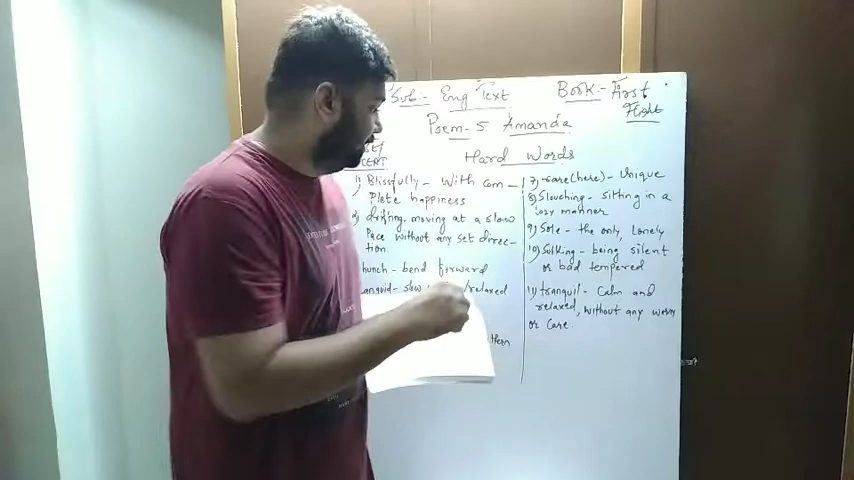 Sub:- Eng Text Book:- First
Flight
Poem- 5 Amanda
CERT
Hard Words
1) Blissfully - With com -
plete happiness
2) drifting- moving at a slow
Pace without any set direc-
tion.
hunch - bend forward
- slow /relaxed
7) rare(here) - Unique
8) Slouching - sitting in a
lazy manner
9) Sole - the only, Lonely
10) Sulking - being silent
or bad tempered
11) tranquil - Calm and
relaxed, without any worry
or Care